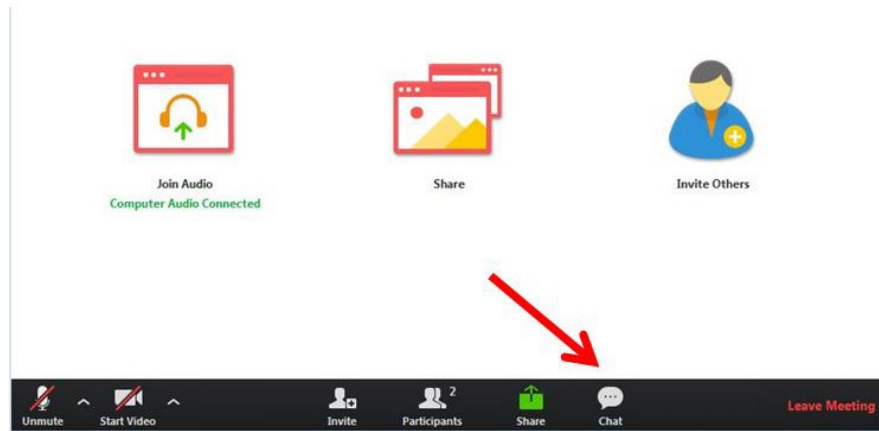 Join Audio
Computer Audio Connected
Share
Invite Others
2
Unmute
Start Video
Invite
Participants
Share
Chat
Leave Meeting